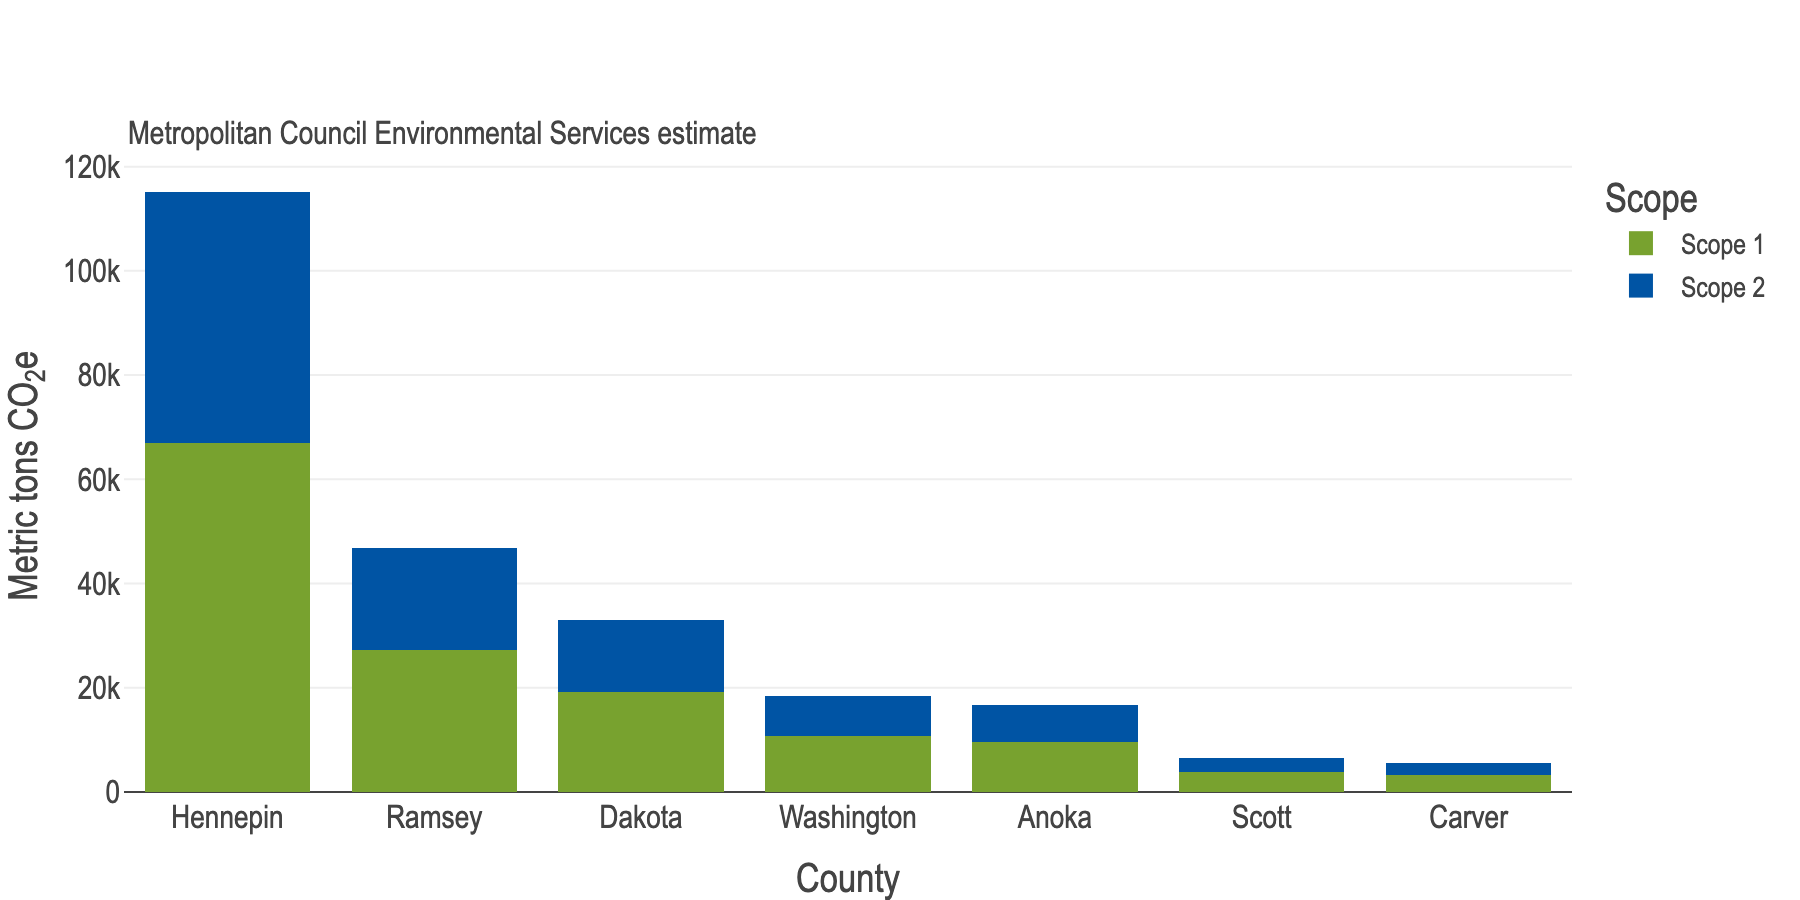 Metropolitan Council Environmental Services estimate
120k
100k
80k
60k
40k
20k
0
Metric tons CO₂e
Hennepin Ramsey Dakota Washington Anoka Scott Carver
County
Scope
Scope 1
Scope 2